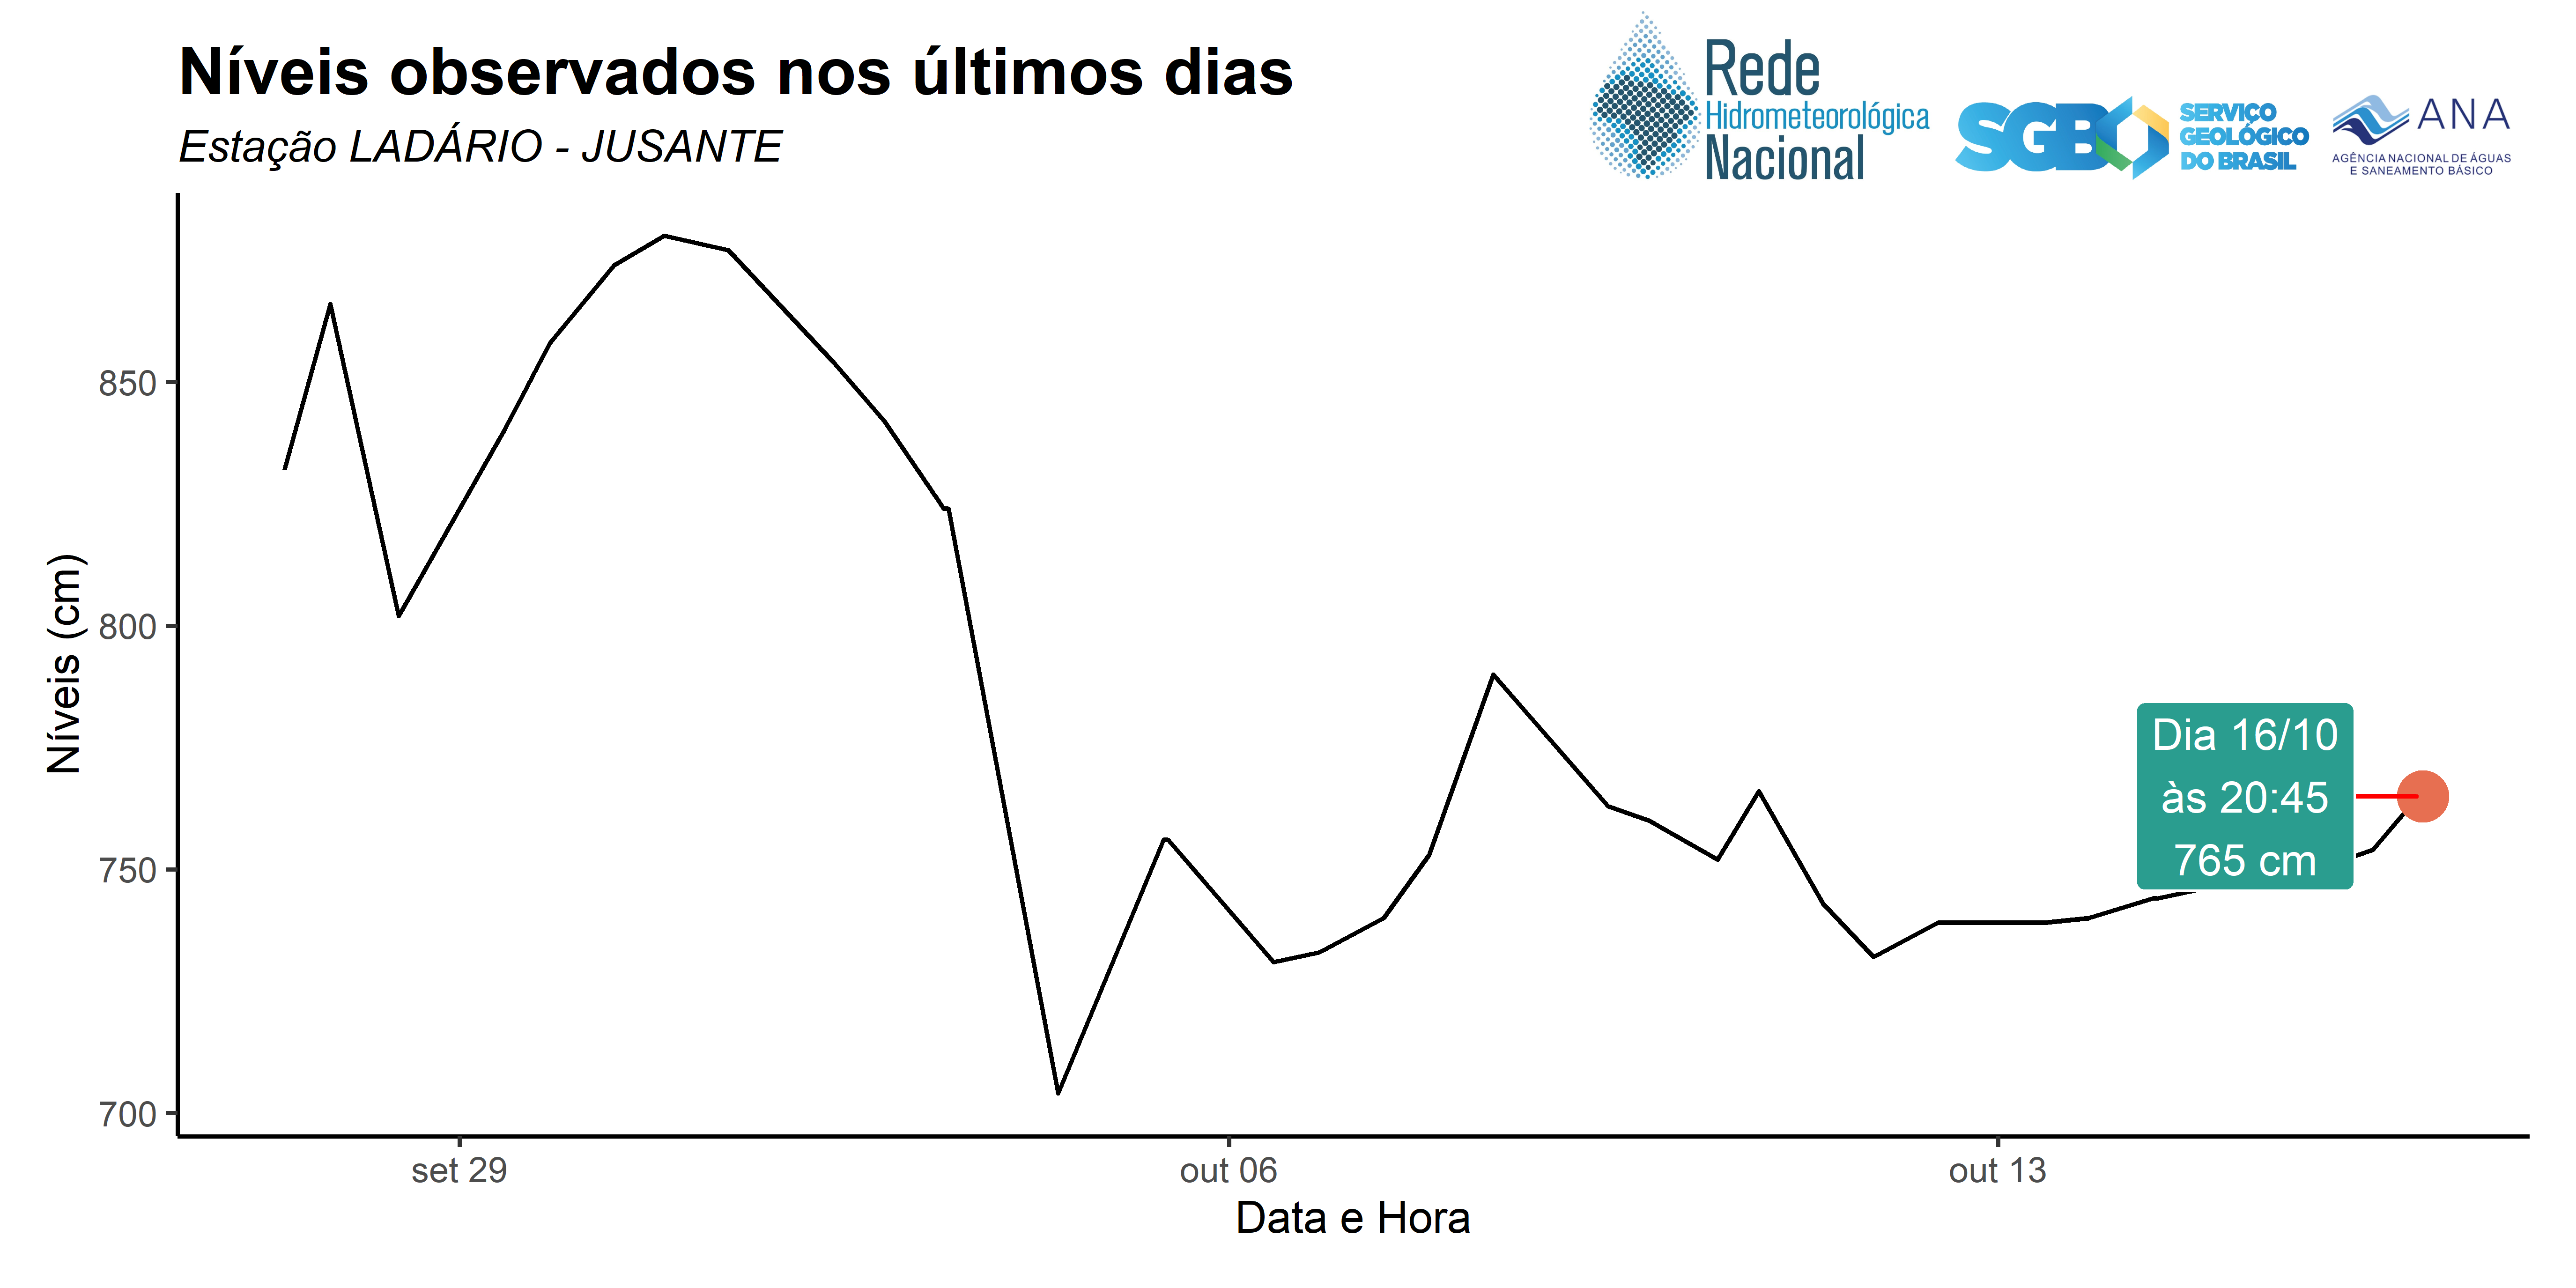 Níveis observados nos últimos dias
Estação LADÁRIO - JUSANTE
Rede
Hidrometeorológica
Nacional
SGB
SERVIÇO
GEOLÓGICO
DO BRASIL
ANA
AGÊNCIA NACIONAL DE ÁGUAS
E SANEAMENTO BÁSICO
Níveis (cm)
850
800
750
700
Dia 16/10
às 20:45
765 cm
set 29
out 06
out 13
Data e Hora